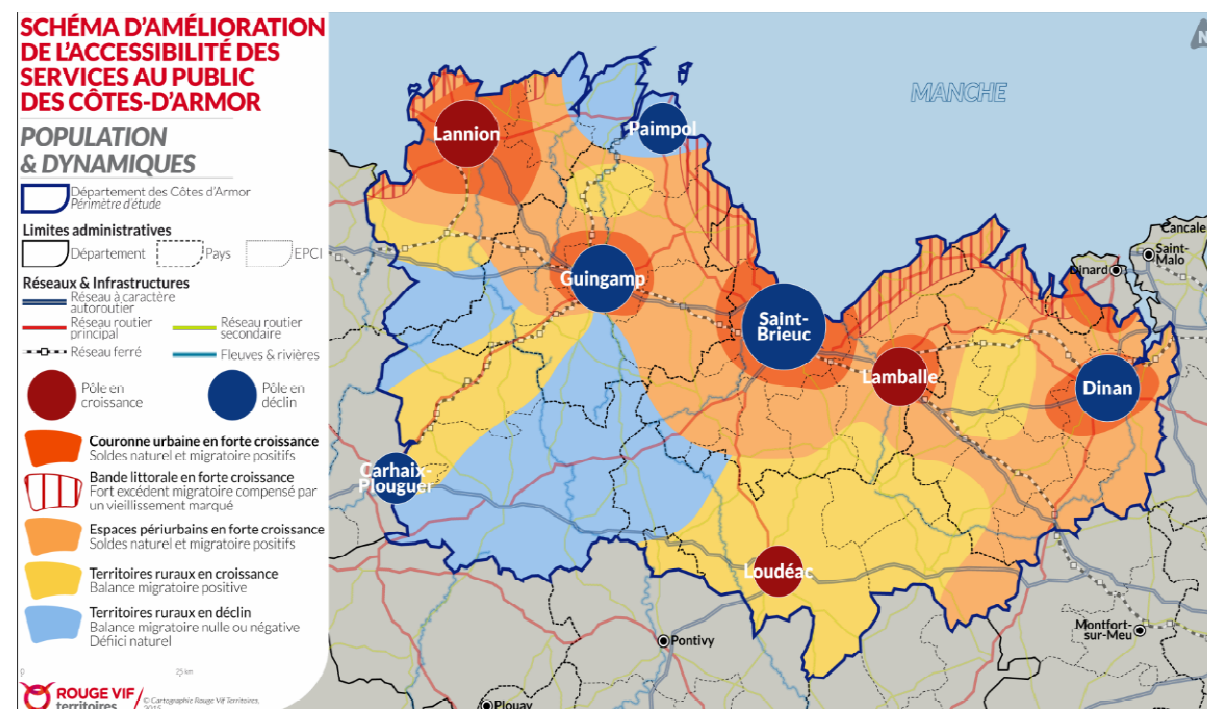 SCHÉMA D'AMÉLIORATION
DE L'ACCESSIBILITÉ DES
SERVICES AU PUBLIC
DES CÔTES-D'ARMOR
POPULATION
& DYNAMIQUES
Département des Côtes d'Armor
Périmètre d'étude
Limites administratives
Département
Pays
EPCI
Réseaux & Infrastructures
Réseau à caractère
autoroutier
Réseau routier
principal
Réseau routier
secondaire
Réseau ferré
Fleuves & rivières
Pôle en
croissance
Pôle en
déclin
Couronne urbaine en forte croissance
Soldes naturel et migratoire positifs
Bande littorale en forte croissance
Fort excédent migratoire compensé par
un vieillissement marqué
Espaces périurbains en forte croissance
Soldes naturel et migratoire positifs
Territoires ruraux en croissance
Balance migratoire positive
Territoires ruraux en déclin
Balance migratoire nulle ou négative
Défici naturel
25 km
ROUGE VIF
territoires
© Cartographie Rouge Vif Territoires,
2015
MANCHE
N
Lannion
Paimpol
Guingamp
Saint-
Brieuc
Lamballe
Dinan
Carhaix-
Plouguer
Loudéac
Cancale
Saint-
Malo
Dinard
Pontivy
Montfort-
sur-Meu
Plouay